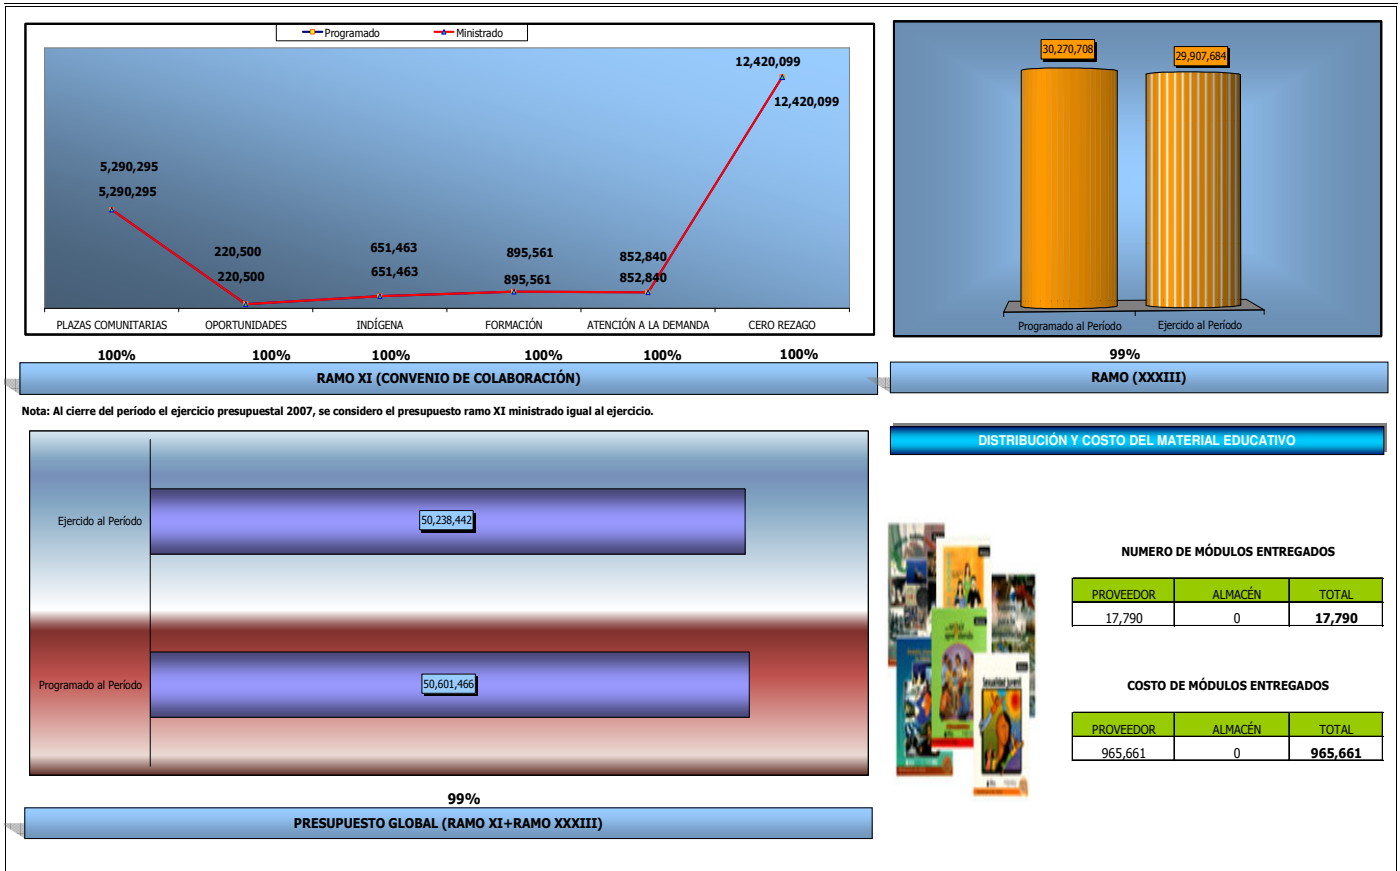 Programado
Ministrado
12,420,099
12,420,099
5,290,295
5,290,295
220,500
220,500
651,463
651,463
895,561
895,561
852,840
852,840
PLAZAS COMUNITARIAS OPORTUNIDADES INDÍGENA FORMACIÓN ATENCIÓN A LA DEMANDA CERO REZAGO
100% 100% 100% 100% 100% 100%
RAMO XI (CONVENIO DE COLABORACIÓN)
30,270,708
29,907,684
Programado al Período Ejercido al Período
99%
RAMO (XXXIII)
Nota: Al cierre del período el ejercicio presupuestal 2007, se considero el presupuesto ramo XI ministrado igual al ejercicio.
Ejercido al Período
50,238,442
Programado al Período
50,601,466
99%
PRESUPUESTO GLOBAL (RAMO XI+RAMO XXXIII)
DISTRIBUCIÓN Y COSTO DEL MATERIAL EDUCATIVO
Sexualidad juvenil
NUMERO DE MÓDULOS ENTREGADOS
PROVEEDOR ALMACÉN TOTAL
17,790 0 17,790
COSTO DE MÓDULOS ENTREGADOS
PROVEEDOR ALMACÉN TOTAL
965,661 0 965,661